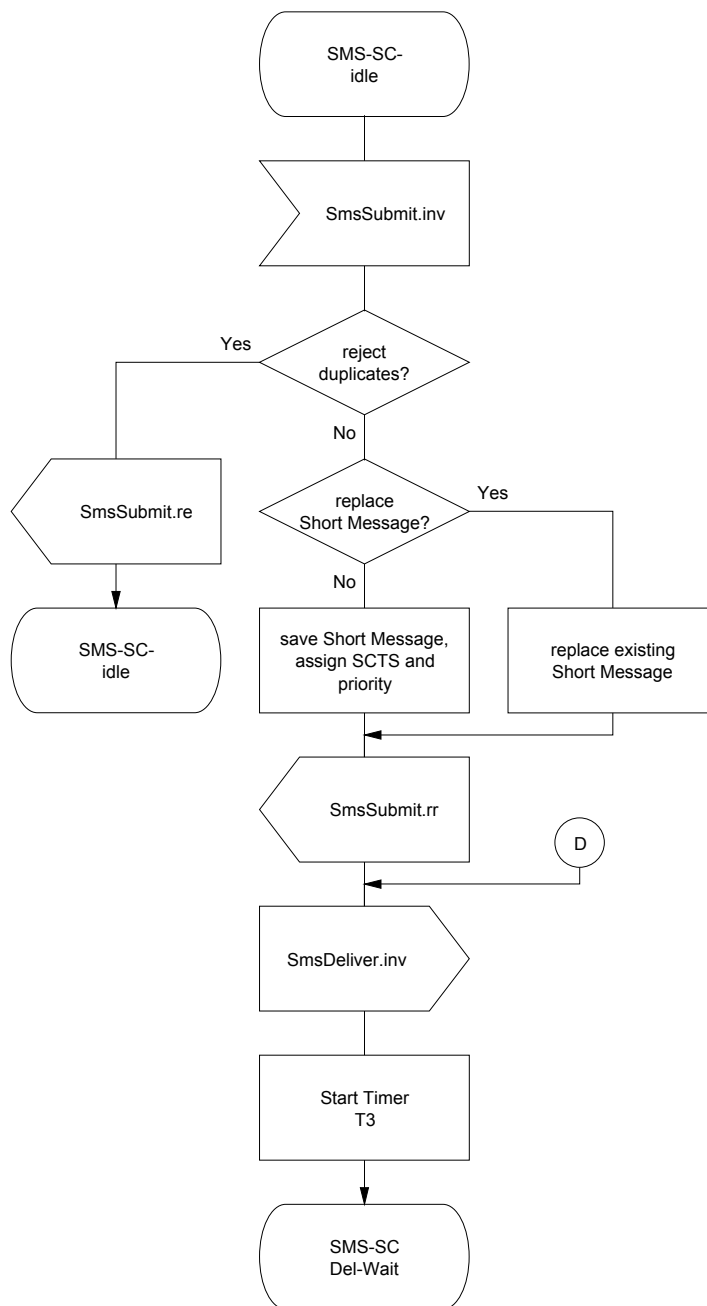 SMS-SC-
idle
SmsSubmit.inv
Yes
reject
duplicates?
No
SmsSubmit.re
replace
Short Message?
Yes
No
SMS-SC-
idle
save Short Message,
assign SCTS and
priority
replace existing
Short Message
SmsSubmit.rr
D
SmsDeliver.inv
Start Timer
T3
SMS-SC
Del-Wait